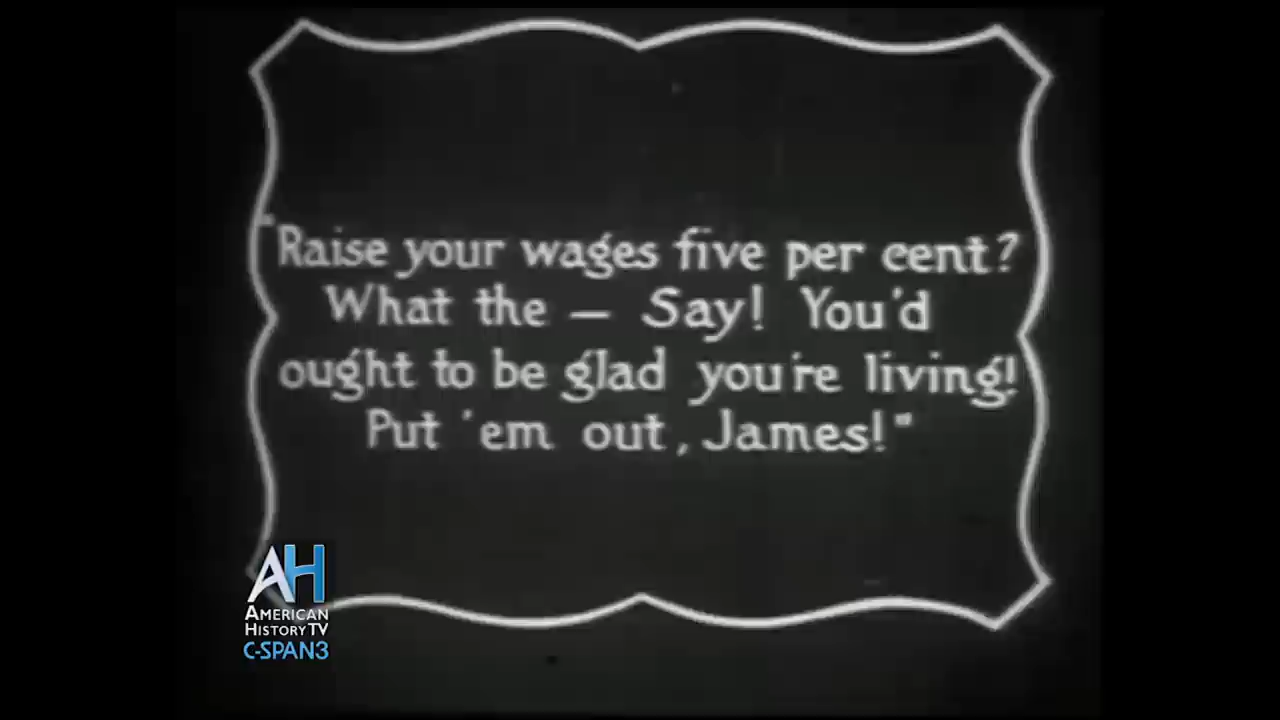 "Raise your wages five per cent?
What the — Say! You'd
ought to be glad you're living!
Put 'em out, James!"
AH
AMERICAN
HISTORY TV
C-SPAN3